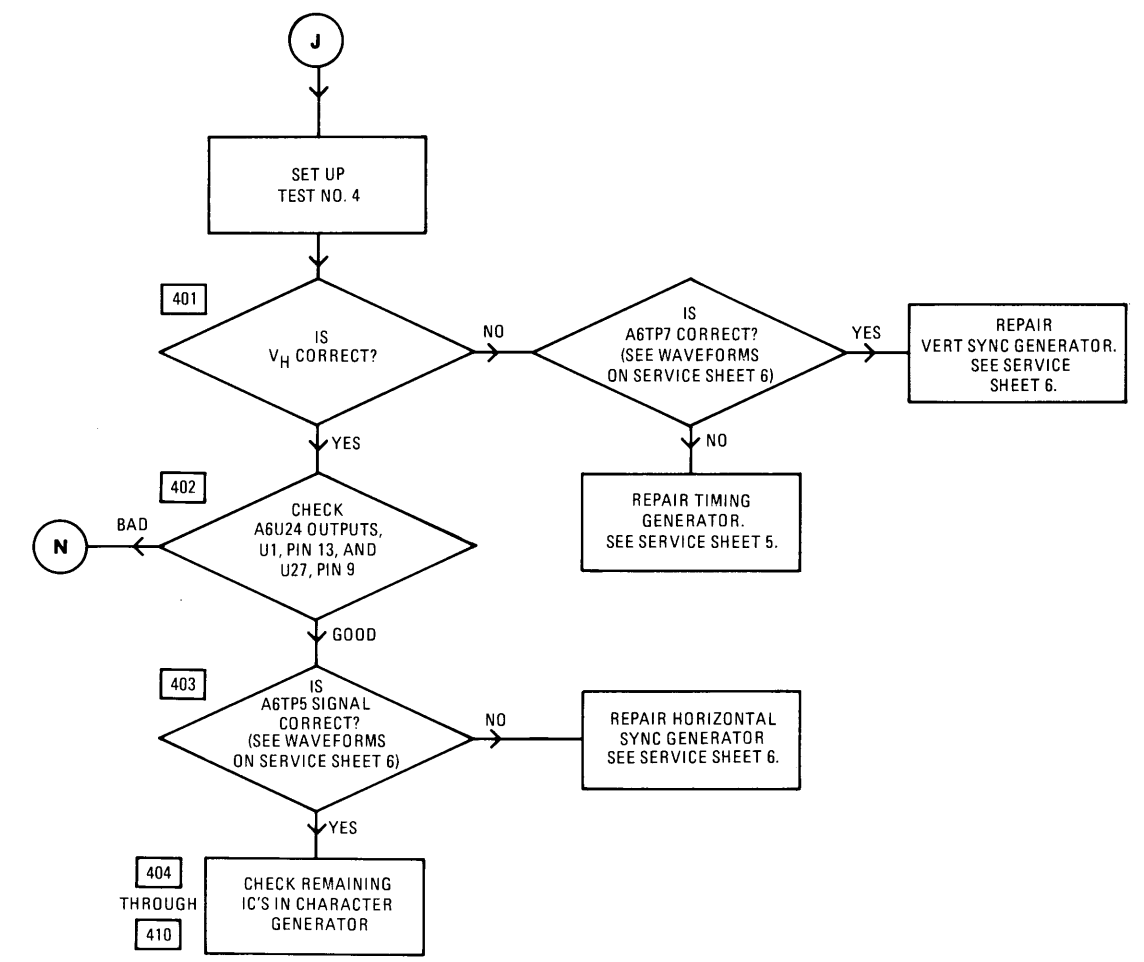 J
SET UP
TEST NO. 4
401
IS
VH CORRECT?
NO
IS
A6TP7 CORRECT?
(SEE WAVEFORMS
ON SERVICE SHEET 6)
YES
REPAIR
VERT SYNC GENERATOR.
SEE SERVICE
SHEET 6.
NO
REPAIR TIMING
GENERATOR.
SEE SERVICE SHEET 5.
YES
402
CHECK
A6U24 OUTPUTS,
U1, PIN 13, AND
U27, PIN 9
BAD
N
GOOD
403
IS
A6TP5 SIGNAL
CORRECT?
(SEE WAVEFORMS
ON SERVICE SHEET 6)
NO
REPAIR HORIZONTAL
SYNC GENERATOR
SEE SERVICE SHEET 6.
YES
404
THROUGH
410
CHECK REMAINING
IC'S IN CHARACTER
GENERATOR